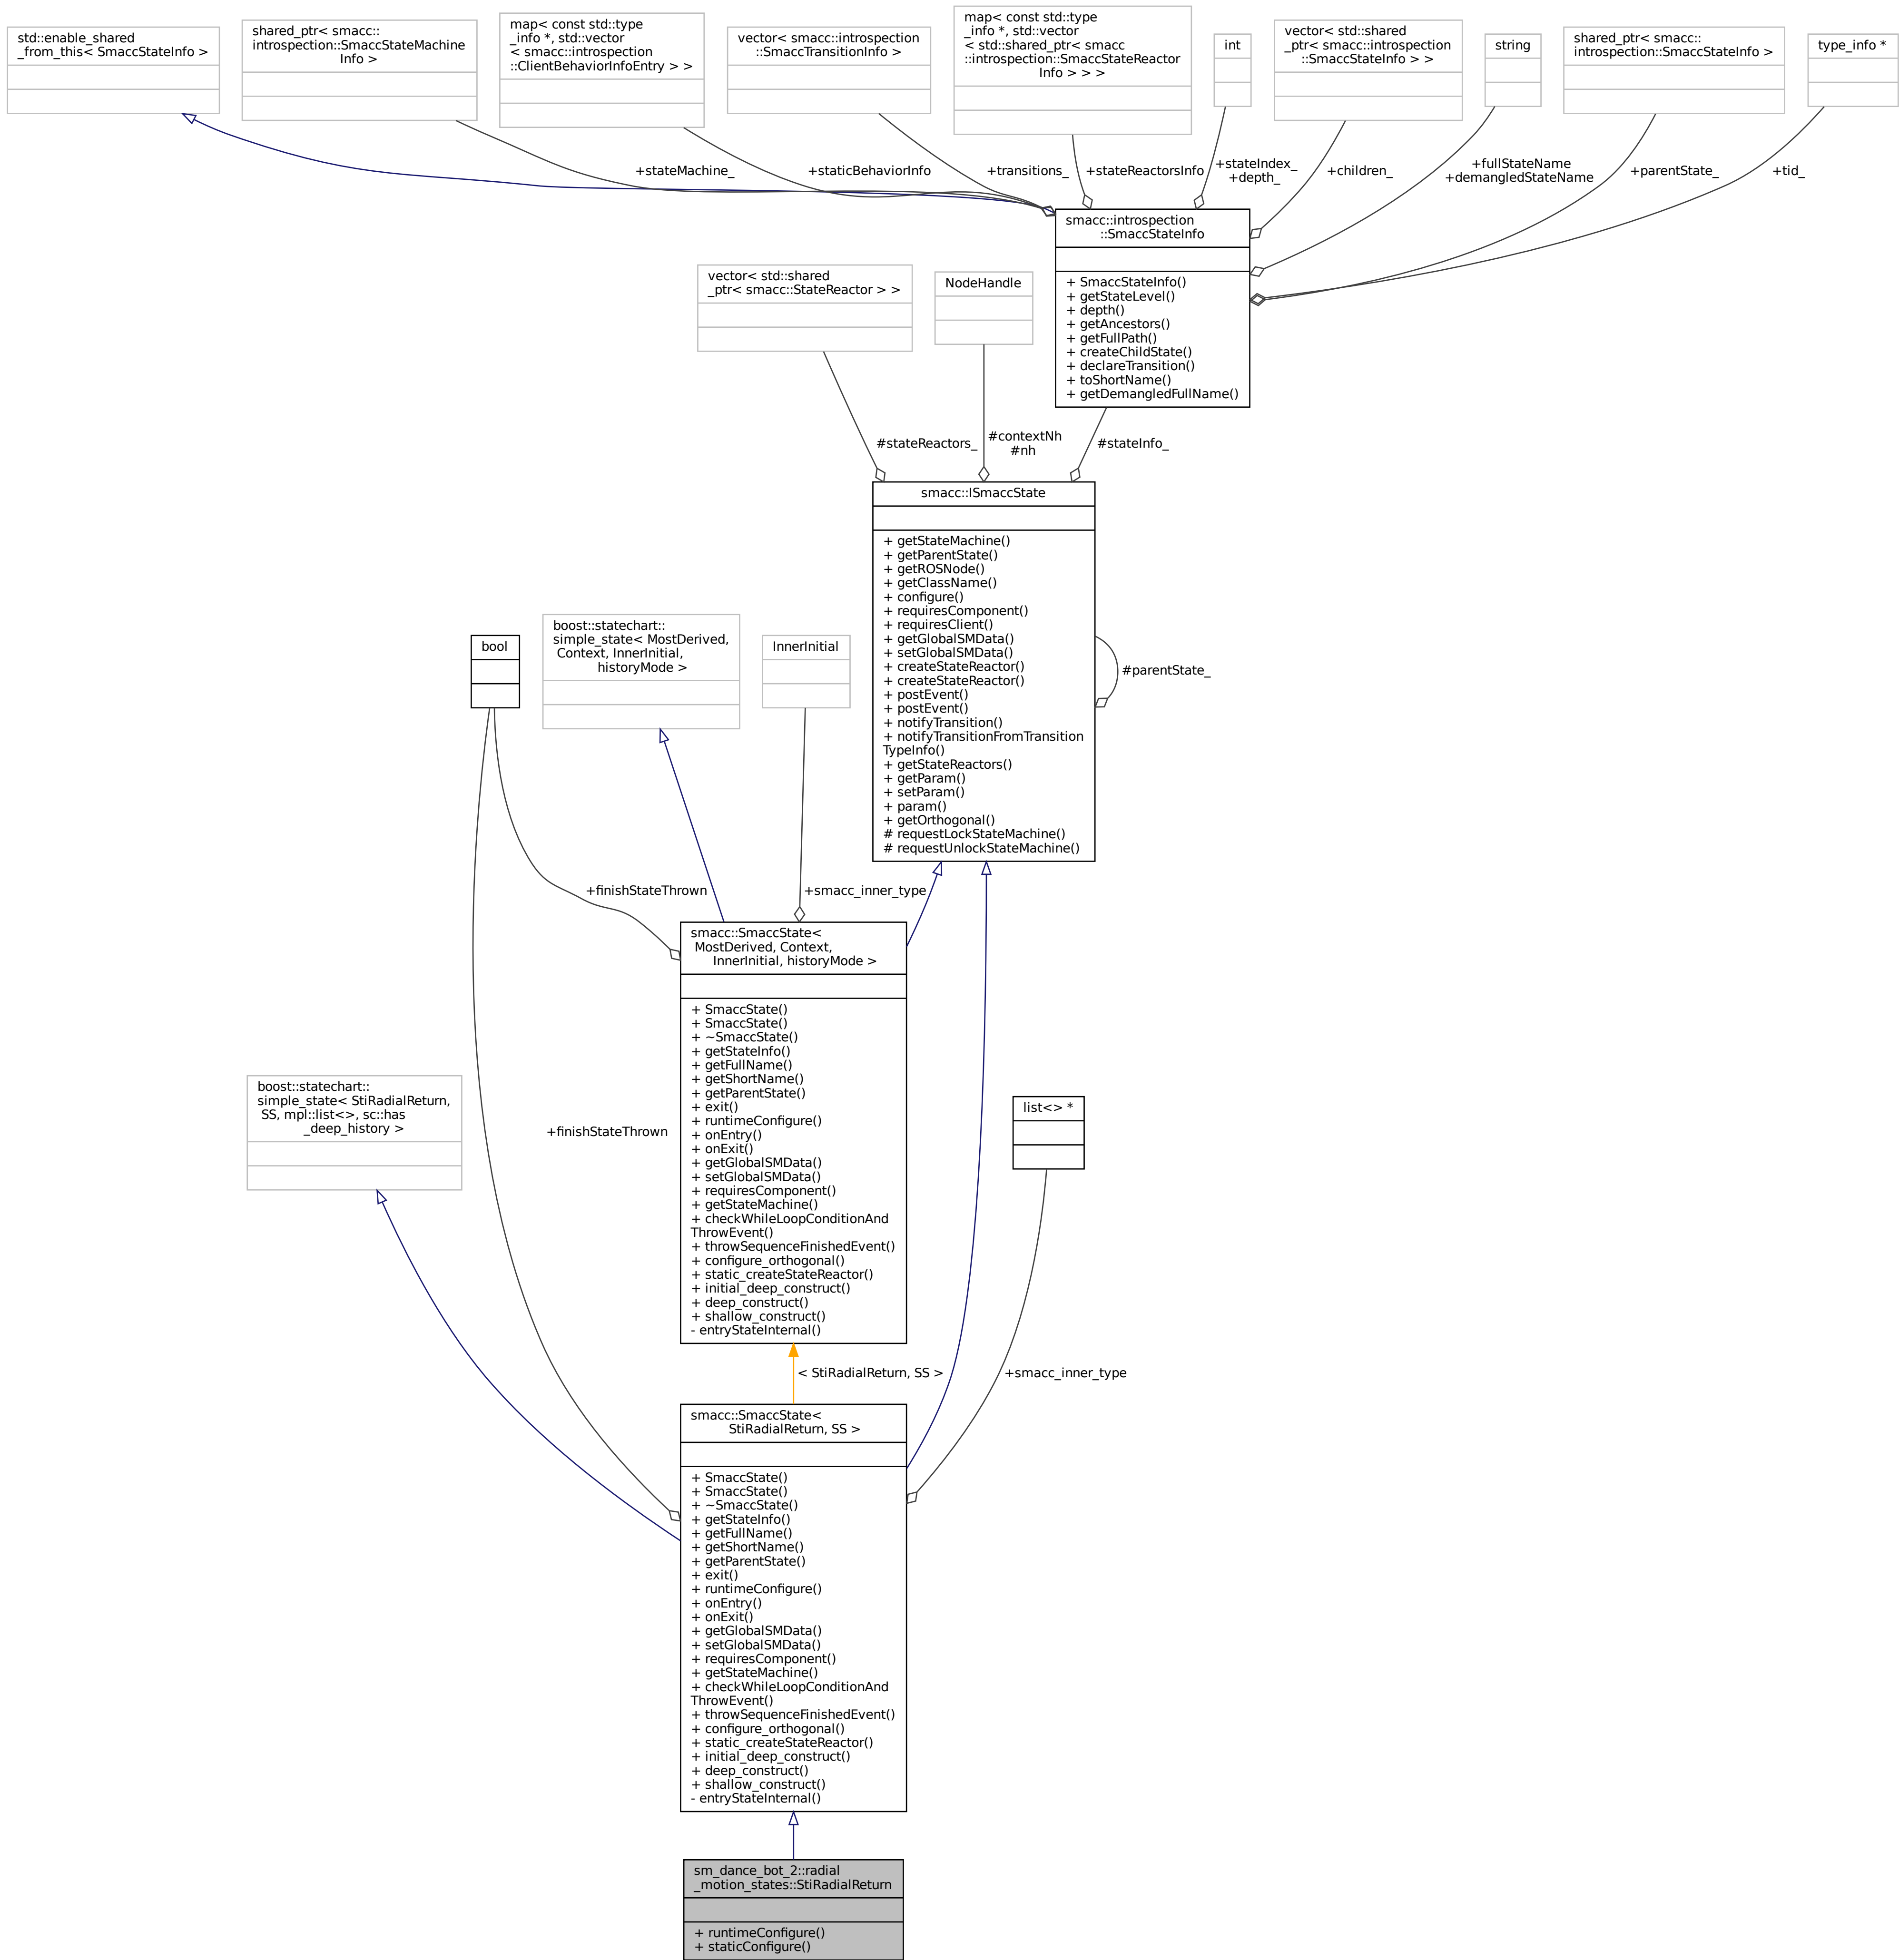 std::enable_shared
_from_this< SmaccStateInfo >
shared_ptr< smacc::
introspection::SmaccStateMachine
Info >
map< const std::type
_info *, std::vector
< smacc::introspection
::ClientBehaviorInfoEntry > >
vector< smacc::introspection
::SmaccTransitionInfo >
map< const std::type
_info *, std::vector
< std::shared_ptr< smacc
::introspection::SmaccStateReactor
Info > > >
int
vector< std::shared
_ptr< smacc::introspection
::SmaccStateInfo > >
string
shared_ptr< smacc::
introspection::SmaccStateInfo >
type_info *
+stateMachine_
+staticBehaviorInfo
+transitions_
+stateReactorsInfo
+stateIndex_
+depth_
+children_
+fullStateName
+demangledStateName
+parentState_
+tid_
smacc::introspection
::SmaccStateInfo
+ SmaccStateInfo()
+ getStateLevel()
+ depth()
+ getAncestors()
+ getFullPath()
+ createChildState()
+ declareTransition()
+ toShortName()
+ getDemangledFullName()
vector< std::shared
_ptr< smacc::StateReactor > >
NodeHandle
#stateReactors_
#contextNh
#nh
#stateInfo_
smacc::ISmaccState
+ getStateMachine()
+ getParentState()
+ getROSNode()
+ getClassName()
+ configure()
+ requiresComponent()
+ requiresClient()
+ getGlobalSMData()
+ setGlobalSMData()
+ createStateReactor()
+ createStateReactor()
+ postEvent()
+ postEvent()
+ notifyTransition()
+ notifyTransitionFromTransition
TypeInfo()
+ getStateReactors()
+ getParam()
+ setParam()
+ param()
+ getOrthogonal()
# requestLockStateMachine()
# requestUnlockStateMachine()
#parentState_
bool
boost::statechart::
simple_state< MostDerived,
Context, InnerInitial,
historyMode >
InnerInitial
+finishStateThrown
+smacc_inner_type
smacc::SmaccState<
MostDerived, Context,
InnerInitial, historyMode >
+ SmaccState()
+ SmaccState()
+ ~SmaccState()
+ getStateInfo()
+ getFullName()
+ getShortName()
+ getParentState()
+ exit()
+ runtimeConfigure()
+ onEntry()
+ onExit()
+ getGlobalSMData()
+ setGlobalSMData()
+ requiresComponent()
+ getStateMachine()
+ checkWhileLoopConditionAnd
ThrowEvent()
+ throwSequenceFinishedEvent()
+ configure_orthogonal()
+ static_createStateReactor()
+ initial_deep_construct()
+ deep_construct()
+ shallow_construct()
- entryStateInternal()
boost::statechart::
simple_state< StiRadialReturn,
SS, mpl::list<>, sc::has
_deep_history >
+finishStateThrown
list<> *
< StiRadialReturn, SS >
+smacc_inner_type
smacc::SmaccState<
StiRadialReturn, SS >
+ SmaccState()
+ SmaccState()
+ ~SmaccState()
+ getStateInfo()
+ getFullName()
+ getShortName()
+ getParentState()
+ exit()
+ runtimeConfigure()
+ onEntry()
+ onExit()
+ getGlobalSMData()
+ setGlobalSMData()
+ requiresComponent()
+ getStateMachine()
+ checkWhileLoopConditionAnd
ThrowEvent()
+ throwSequenceFinishedEvent()
+ configure_orthogonal()
+ static_createStateReactor()
+ initial_deep_construct()
+ deep_construct()
+ shallow_construct()
- entryStateInternal()
sm_dance_bot_2::radial
_motion_states::StiRadialReturn
+ runtimeConfigure()
+ staticConfigure()